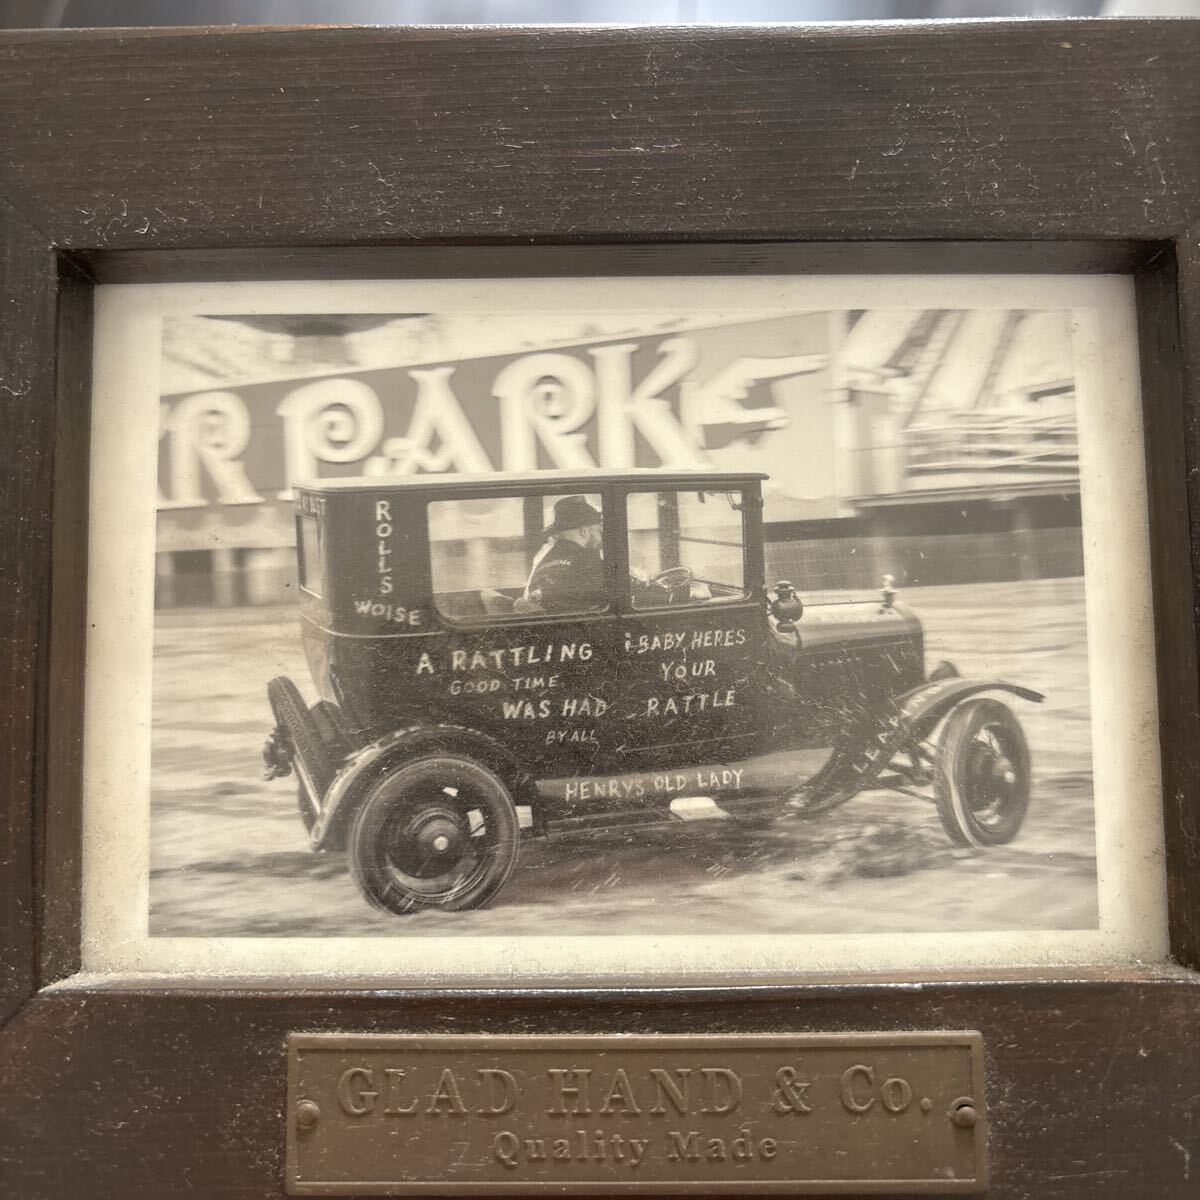 R PARK
ROLLS
WOISE
A RATTLING
GOOD TIME
WAS HAD
BY ALL
BABY HERES
YOUR
RATTLE
HENRYS OLD LADY
GLAD HAND & Co.
Quality Made